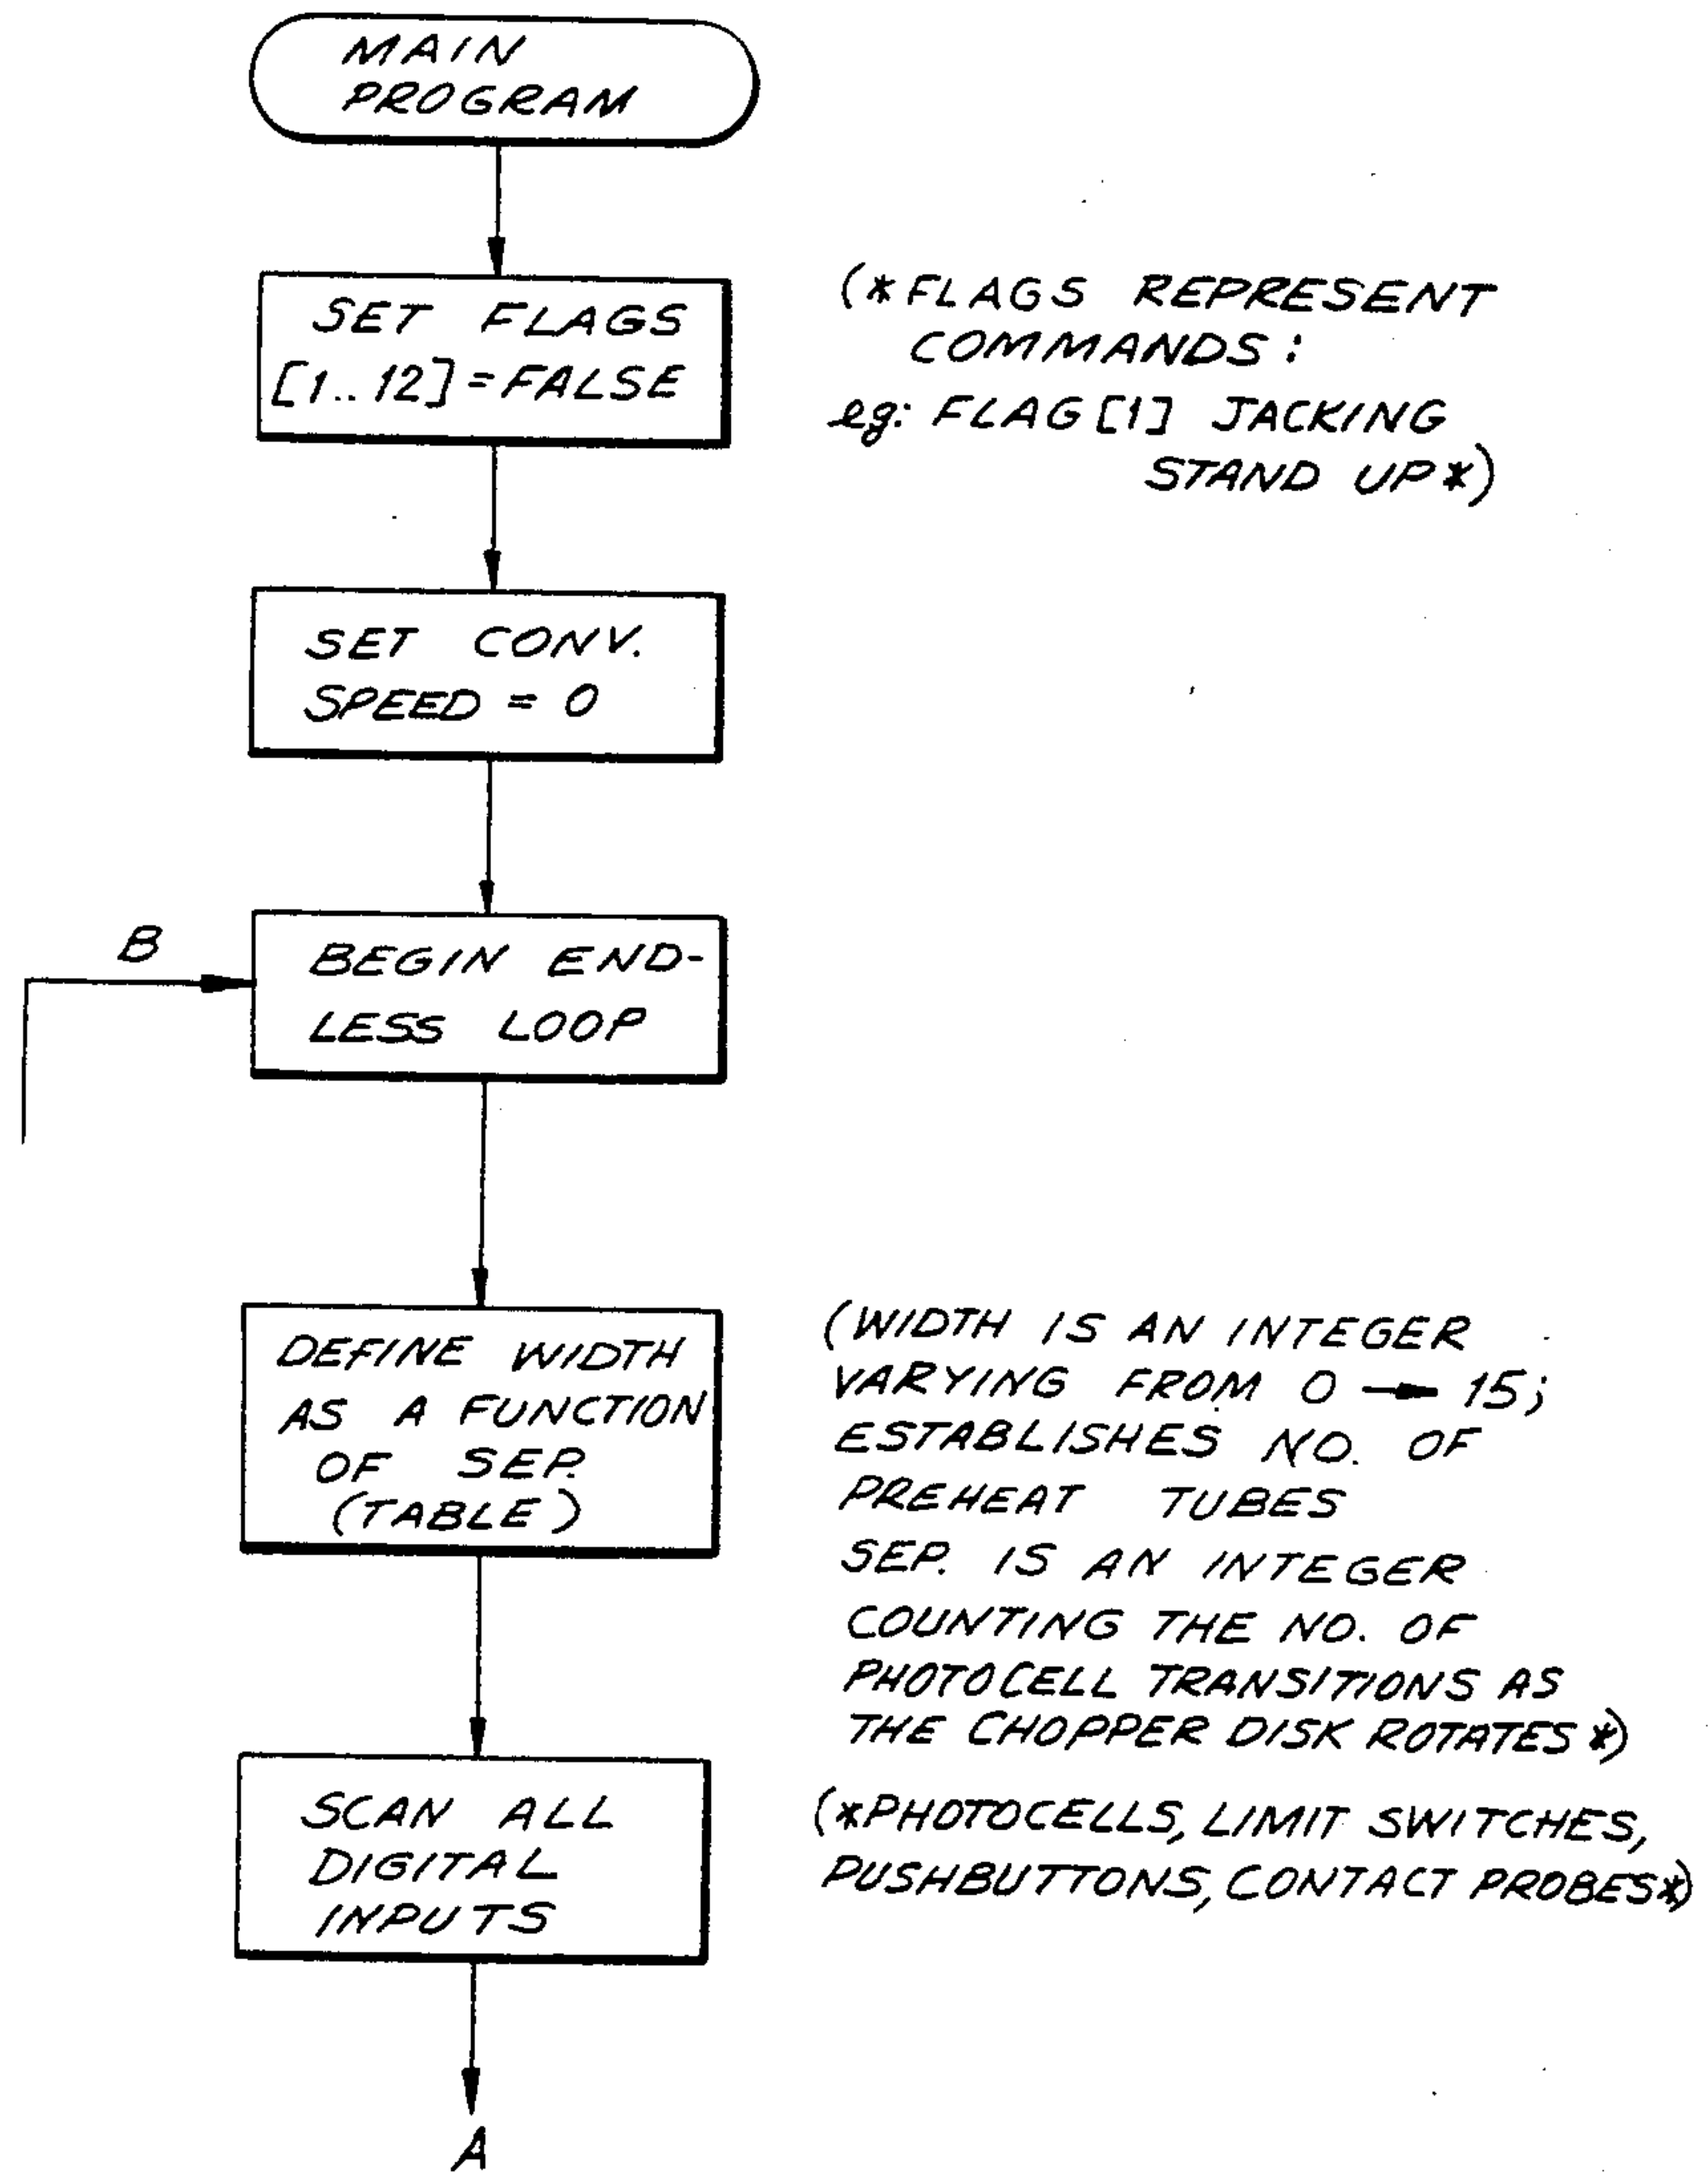 MAIN
PROGRAM
SET FLAGS
[1..12]=FALSE
(*FLAGS REPRESENT
COMMANDS:
eg: FLAG[1] JACKING
STAND UP*)
SET CONV.
SPEED = 0
B
BEGIN END-
LESS LOOP
DEFINE WIDTH
AS A FUNCTION
OF SEP.
(TABLE)
(WIDTH IS AN INTEGER
VARYING FROM 0 → 15;
ESTABLISHES NO. OF
PREHEAT TUBES
SEP. IS AN INTEGER
COUNTING THE NO. OF
PHOTOCELL TRANSITIONS AS
THE CHOPPER DISK ROTATES*)
SCAN ALL
DIGITAL
INPUTS
(*PHOTOCELLS, LIMIT SWITCHES,
PUSHBUTTONS, CONTACT PROBES*)
A